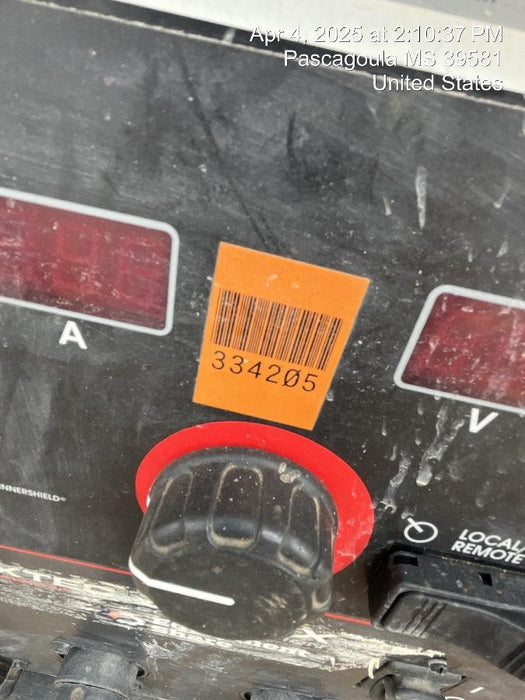 Apr 4, 2025 at 2:10:37 PM
Pascagoula MS 39581
United States
A
334205
V
INNERSHIELD®
LOCAL
REMOTE